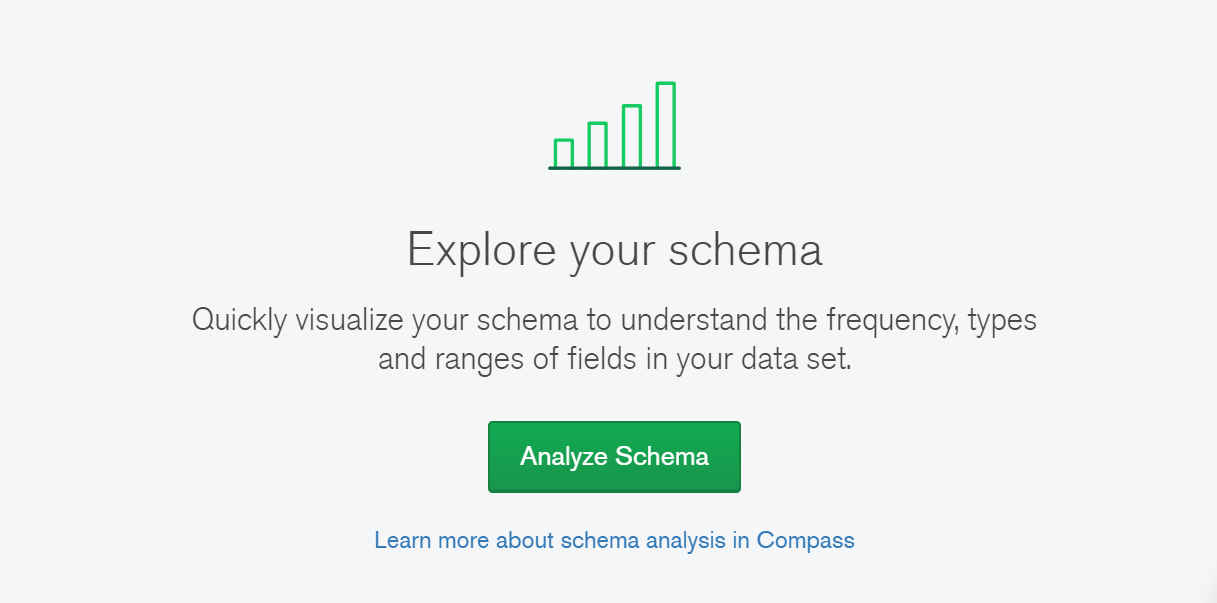 Explore your schema
Quickly visualize your schema to understand the frequency, types
and ranges of fields in your data set.
Analyze Schema
Learn more about schema analysis in Compass